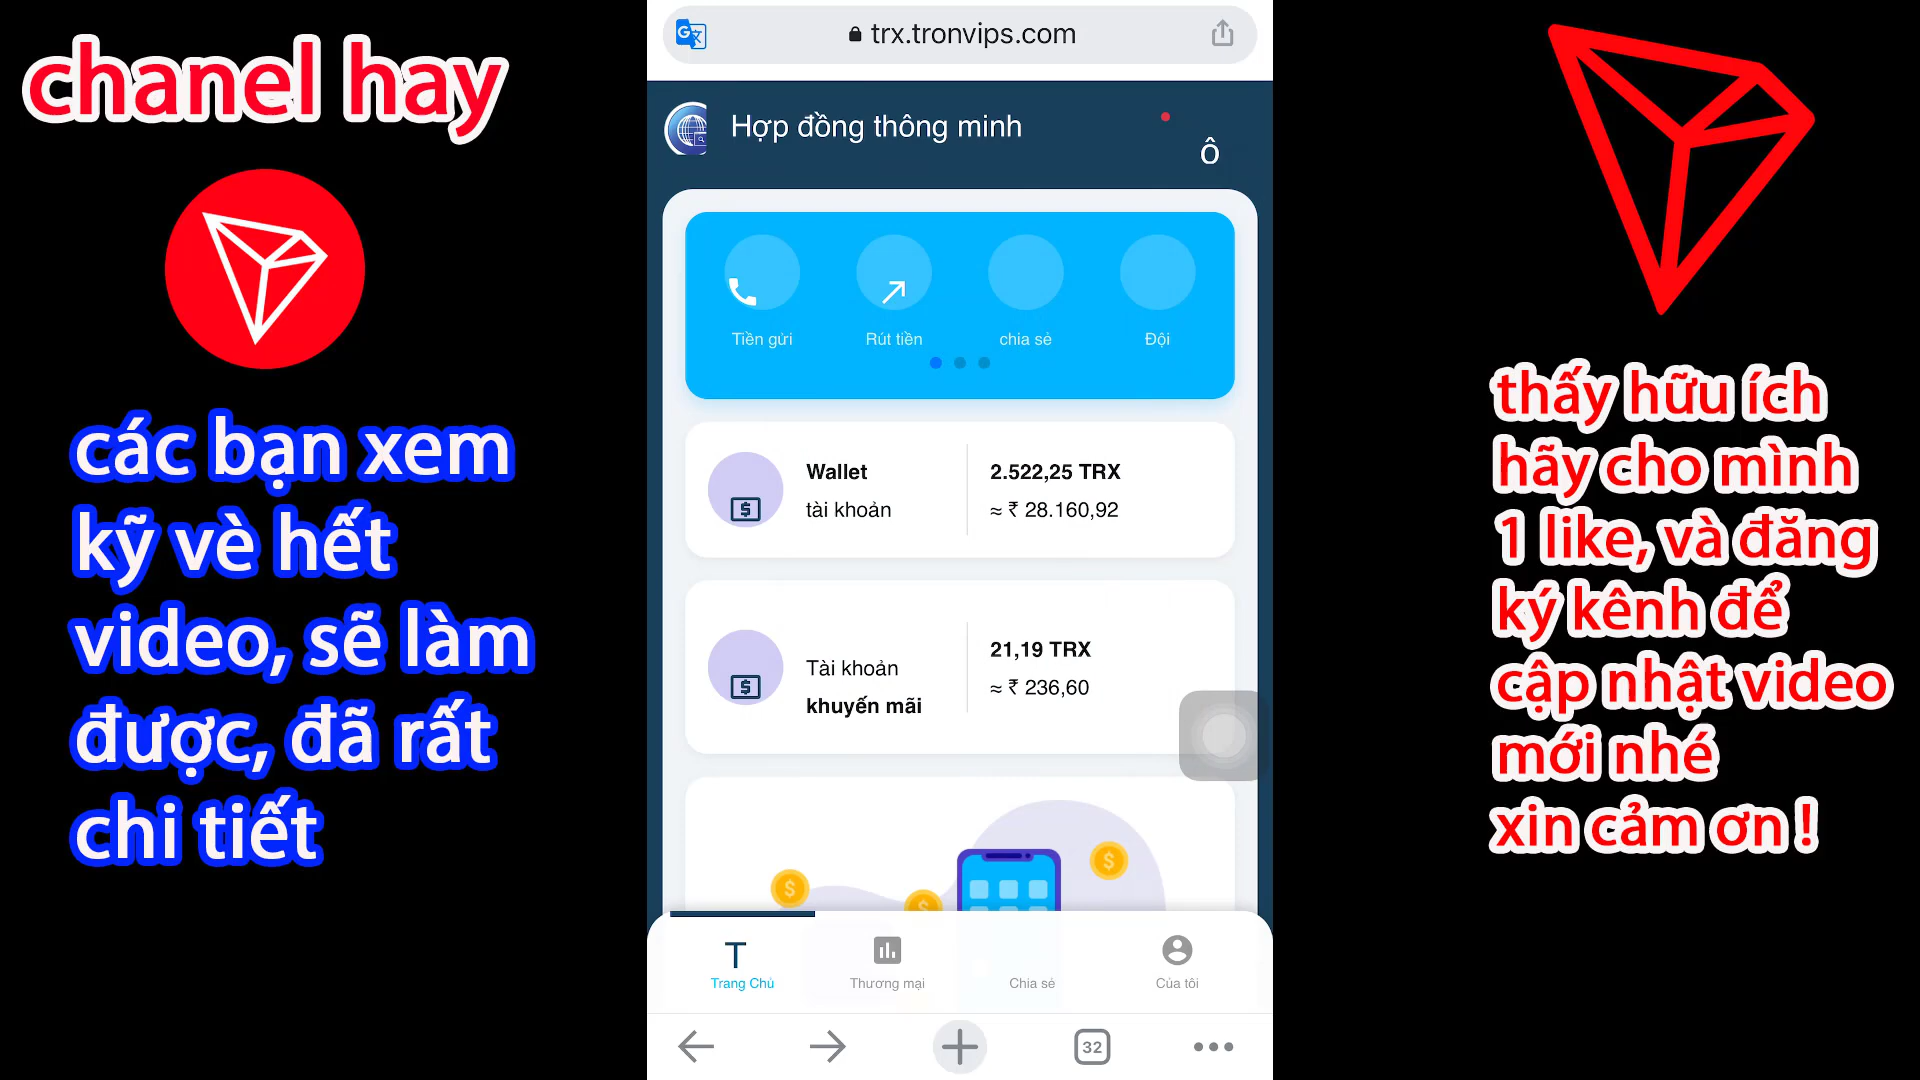 chanel hay
các bạn xem
kỹ vè hết
video, sẽ làm
được, đã rất
chi tiết
trx.tronvips.com
Hợp đồng thông minh
Ô
Tiền gửi
Rút tiền
chia sẻ
Đội
Wallet
tài khoản
2.522,25 TRX
≈ ₹ 28.160,92
Tài khoản
khuyến mãi
21,19 TRX
≈ ₹ 236,60
T
Trang Chủ
Thương mại
Chia sẻ
Của tôi
32
thấy hữu ích
hãy cho mình
1 like, và đăng
ký kênh để
cập nhật video
mới nhé
xin cảm ơn !